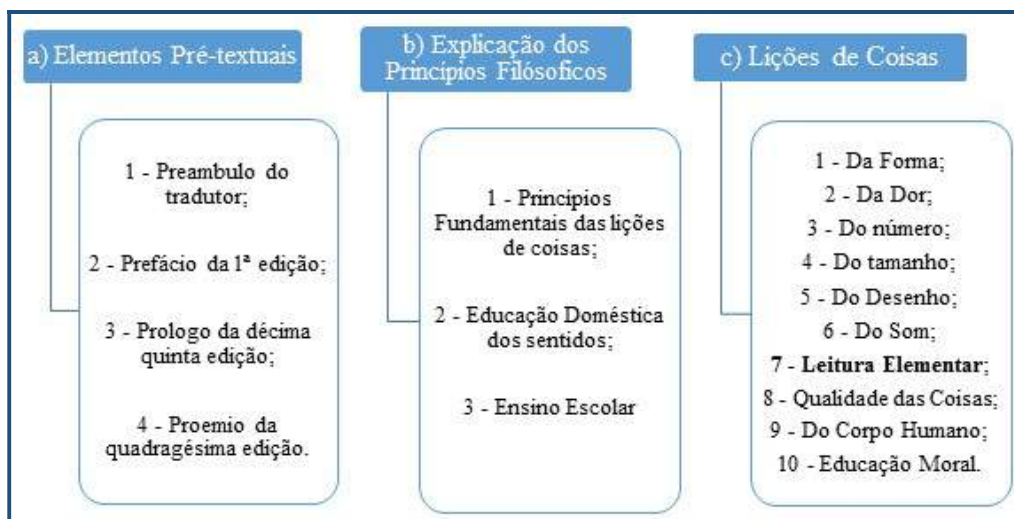 a) Elementos Pré-textuais
1 - Preambulo do
tradutor;
2 - Prefácio da 1ª edição;
3 - Prologo da décima
quinta edição;
4 - Proemio da
quadragésima edição.
b) Explicação dos
Princípios Filósoficos
1 - Princípios
Fundamentais das lições
de coisas;
2 - Educação Doméstica
dos sentidos;
3 - Ensino Escolar
c) Lições de Coisas
1 - Da Forma;
2 - Da Dor;
3 - Do número;
4 - Do tamanho;
5 - Do Desenho;
6 - Do Som;
7 - Leitura Elementar;
8 - Qualidade das Coisas;
9 - Do Corpo Humano;
10 - Educação Moral.